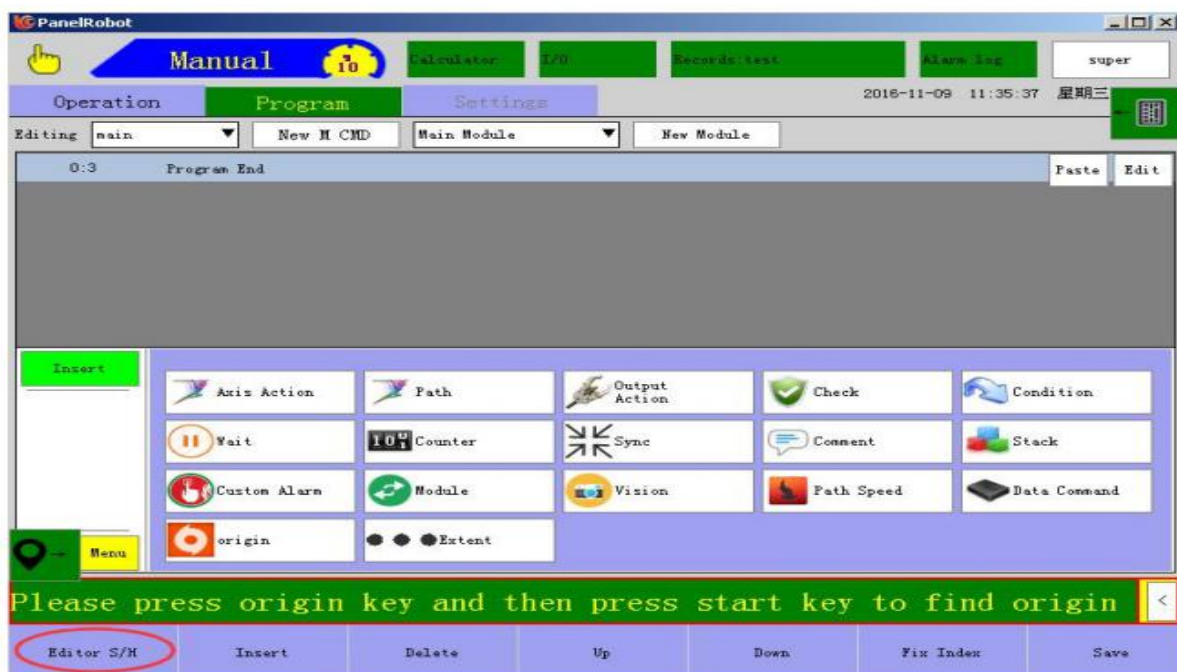 PanelRobot
Manual
10
Calculator
I/O
Records:test
Alarm log
super
Operation
Program
Settings
2016-11-09 11:35:37 星期三
Editing
main
New M CMD
Main Module
New Module
0:3 Program End
Paste
Edit
Insert
Axis Action
Path
Output
Action
Check
Condition
Wait
Counter
Sync
Comment
Stack
Custom Alarm
Module
Vision
Path Speed
Data Command
origin
Extent
Menu
Please press origin key and then press start key to find origin
<
Editor S/H
Insert
Delete
Up
Down
Fix Index
Save